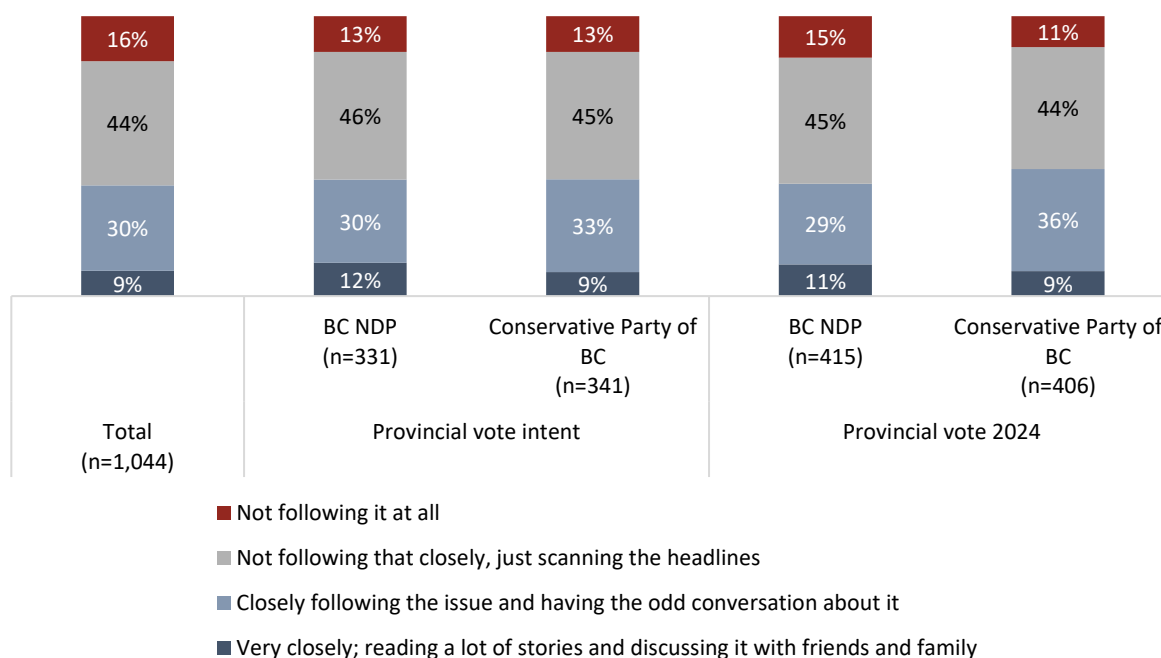 16% 13% 13% 15% 11%
44% 46% 45% 45% 44%
30% 30% 33% 29% 36%
9% 12% 9% 11% 9%
BC NDP Conservative Party of BC NDP Conservative Party of
(n=331) BC (n=415) BC
(n=341) (n=406)
Total Provincial vote intent Provincial vote 2024
(n=1,044)
Not following it at all
Not following that closely, just scanning the headlines
Closely following the issue and having the odd conversation about it
Very closely; reading a lot of stories and discussing it with friends and family